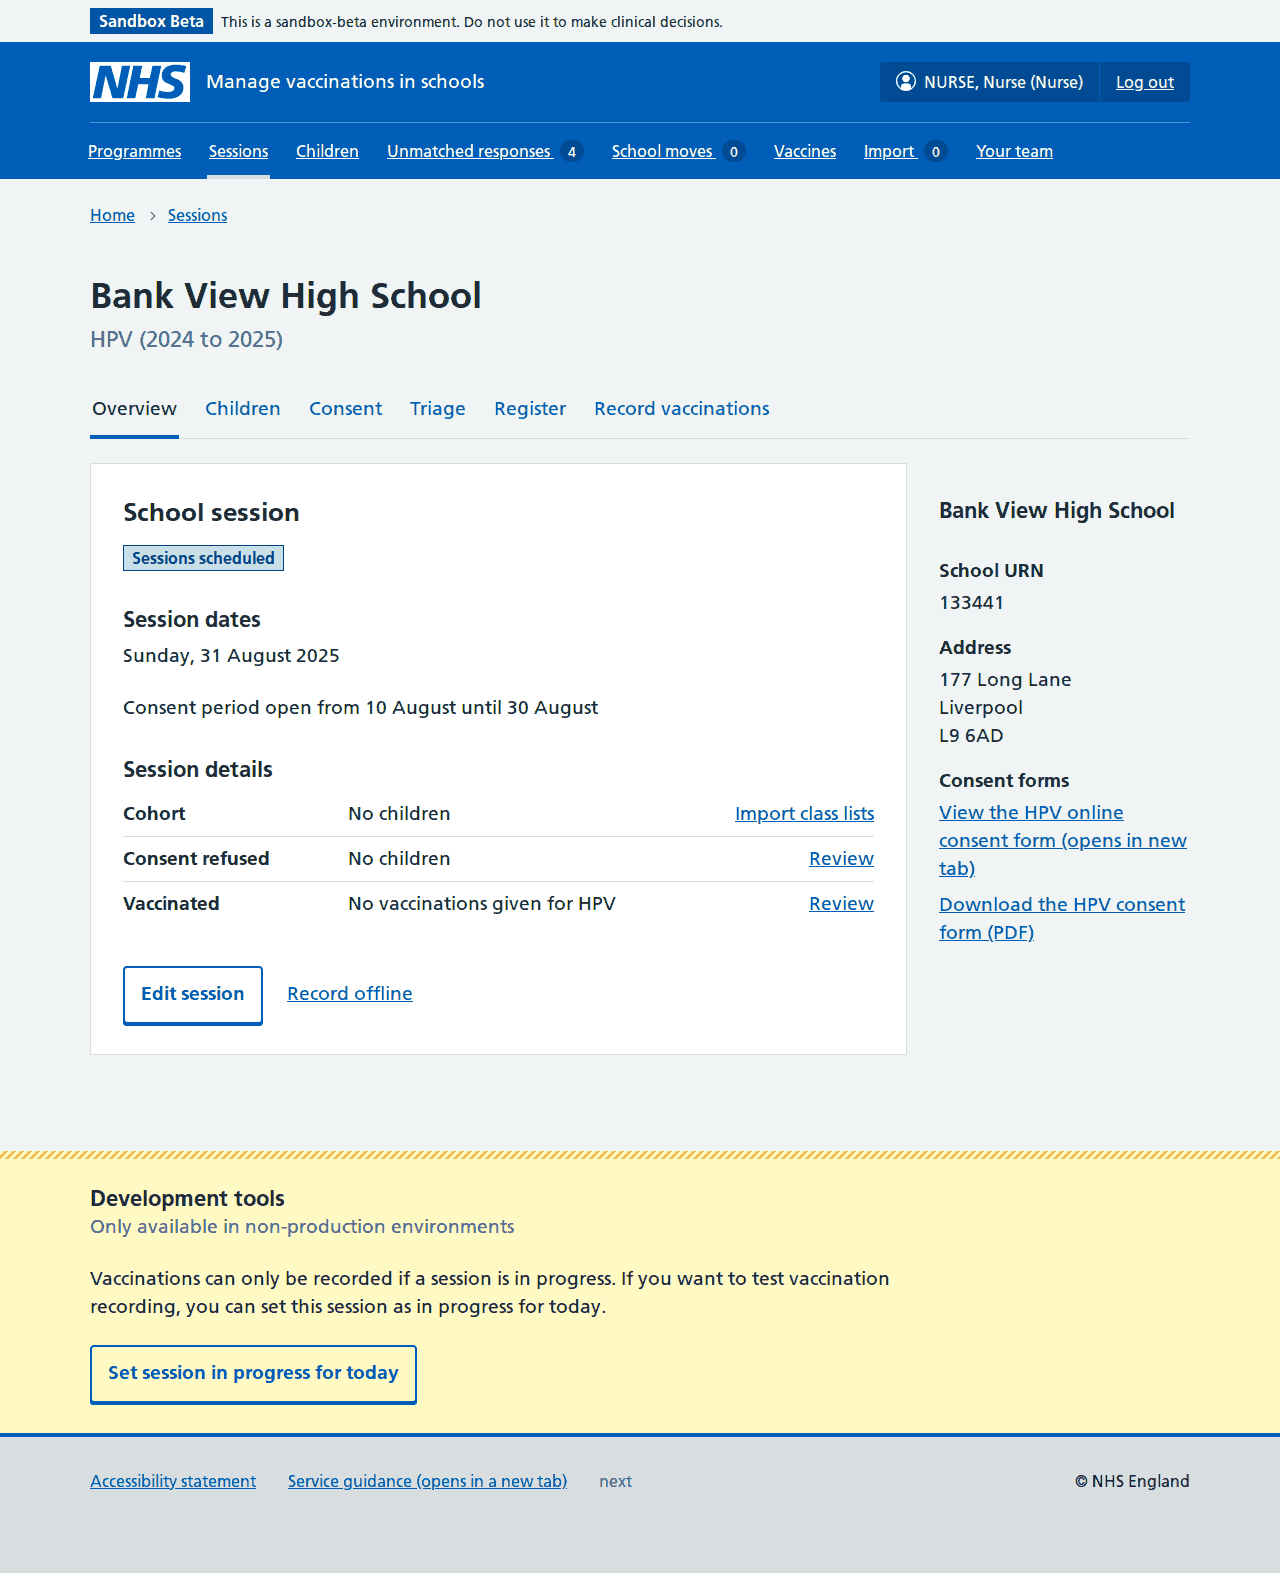 Sandbox Beta This is a sandbox-beta environment. Do not use it to make clinical decisions.
NHS Manage vaccinations in schools NURSE, Nurse (Nurse) Log out
Programmes Sessions Children Unmatched responses 4 School moves 0 Vaccines Import 0 Your team
Home Sessions
Bank View High School
HPV (2024 to 2025)
Overview Children Consent Triage Register Record vaccinations
School session
Sessions scheduled
Session dates
Sunday, 31 August 2025
Consent period open from 10 August until 30 August
Session details
Cohort No children Import class lists
Consent refused No children Review
Vaccinated No vaccinations given for HPV Review
Edit session Record offline
Bank View High School
School URN
133441
Address
177 Long Lane
Liverpool
L9 6AD
Consent forms
View the HPV online
consent form (opens in new
tab)
Download the HPV consent
form (PDF)
Development tools
Only available in non-production environments
Vaccinations can only be recorded if a session is in progress. If you want to test vaccination
recording, you can set this session as in progress for today.
Set session in progress for today
Accessibility statement Service guidance (opens in a new tab) next © NHS England